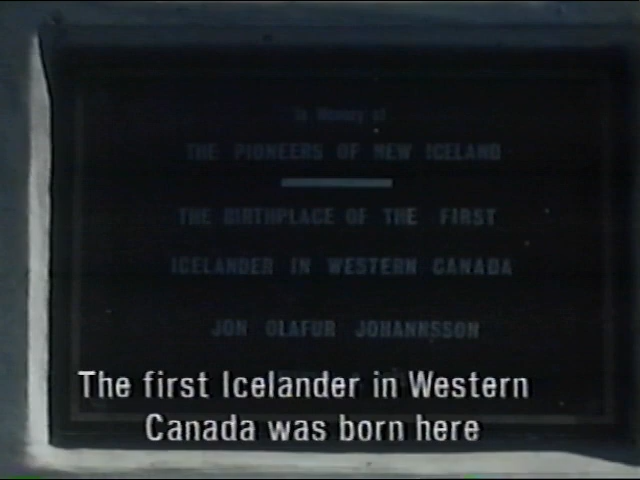 In Memory of
THE PIONEERS OF NEW ICELAND
THE BIRTHPLACE OF THE FIRST
ICELANDER IN WESTERN CANADA
JON OLAFUR JOHANNSSON
The first Icelander in Western
Canada was born here